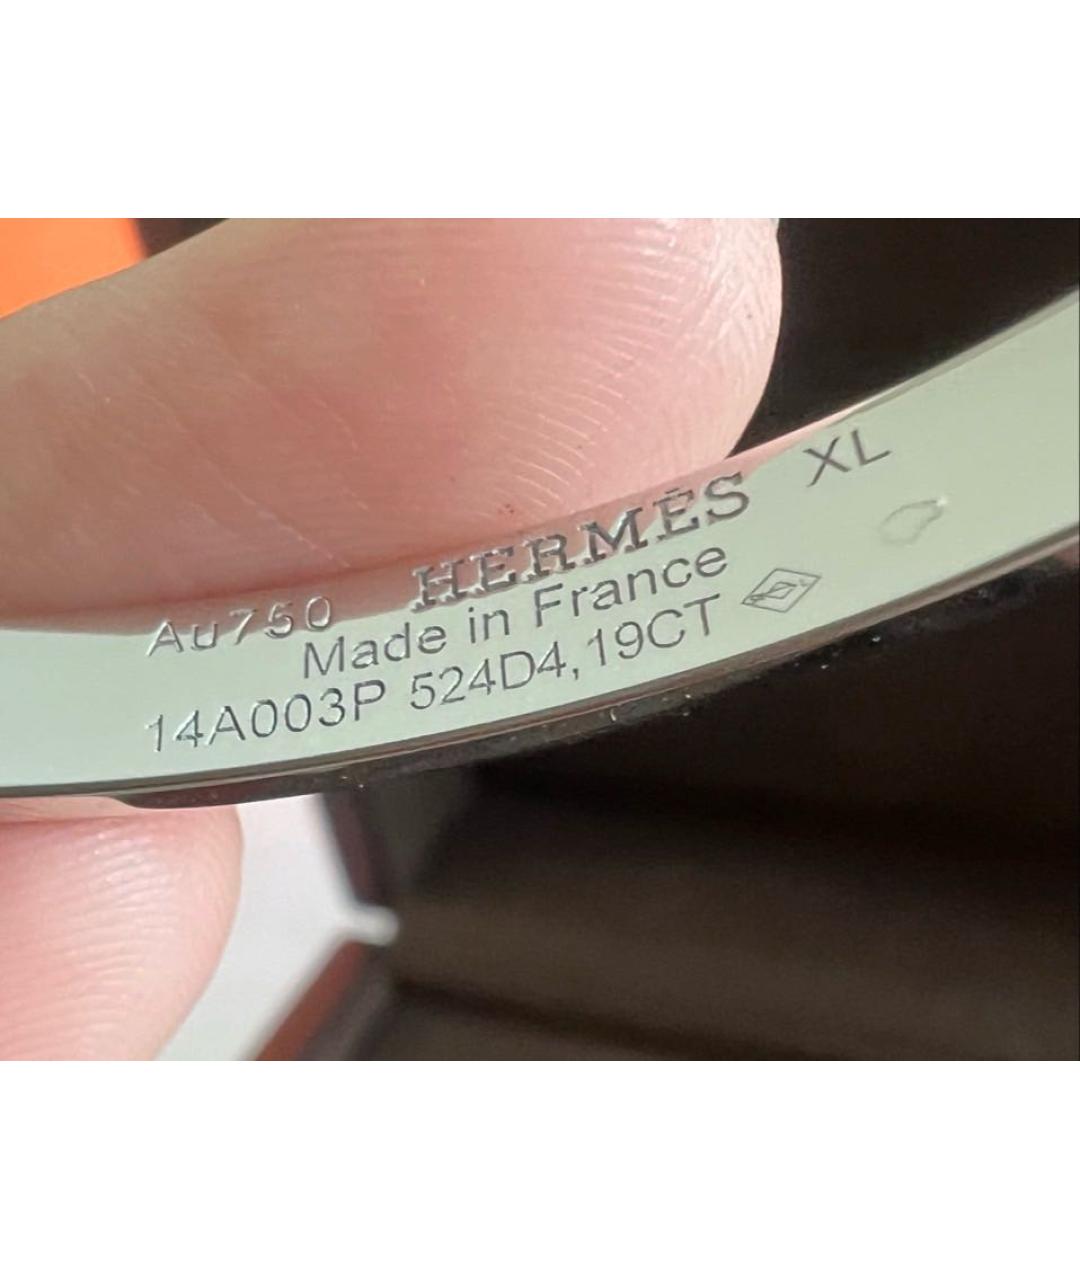 XL
Au750 HERMÈS
Made in France
14A003P 524D4,19CT